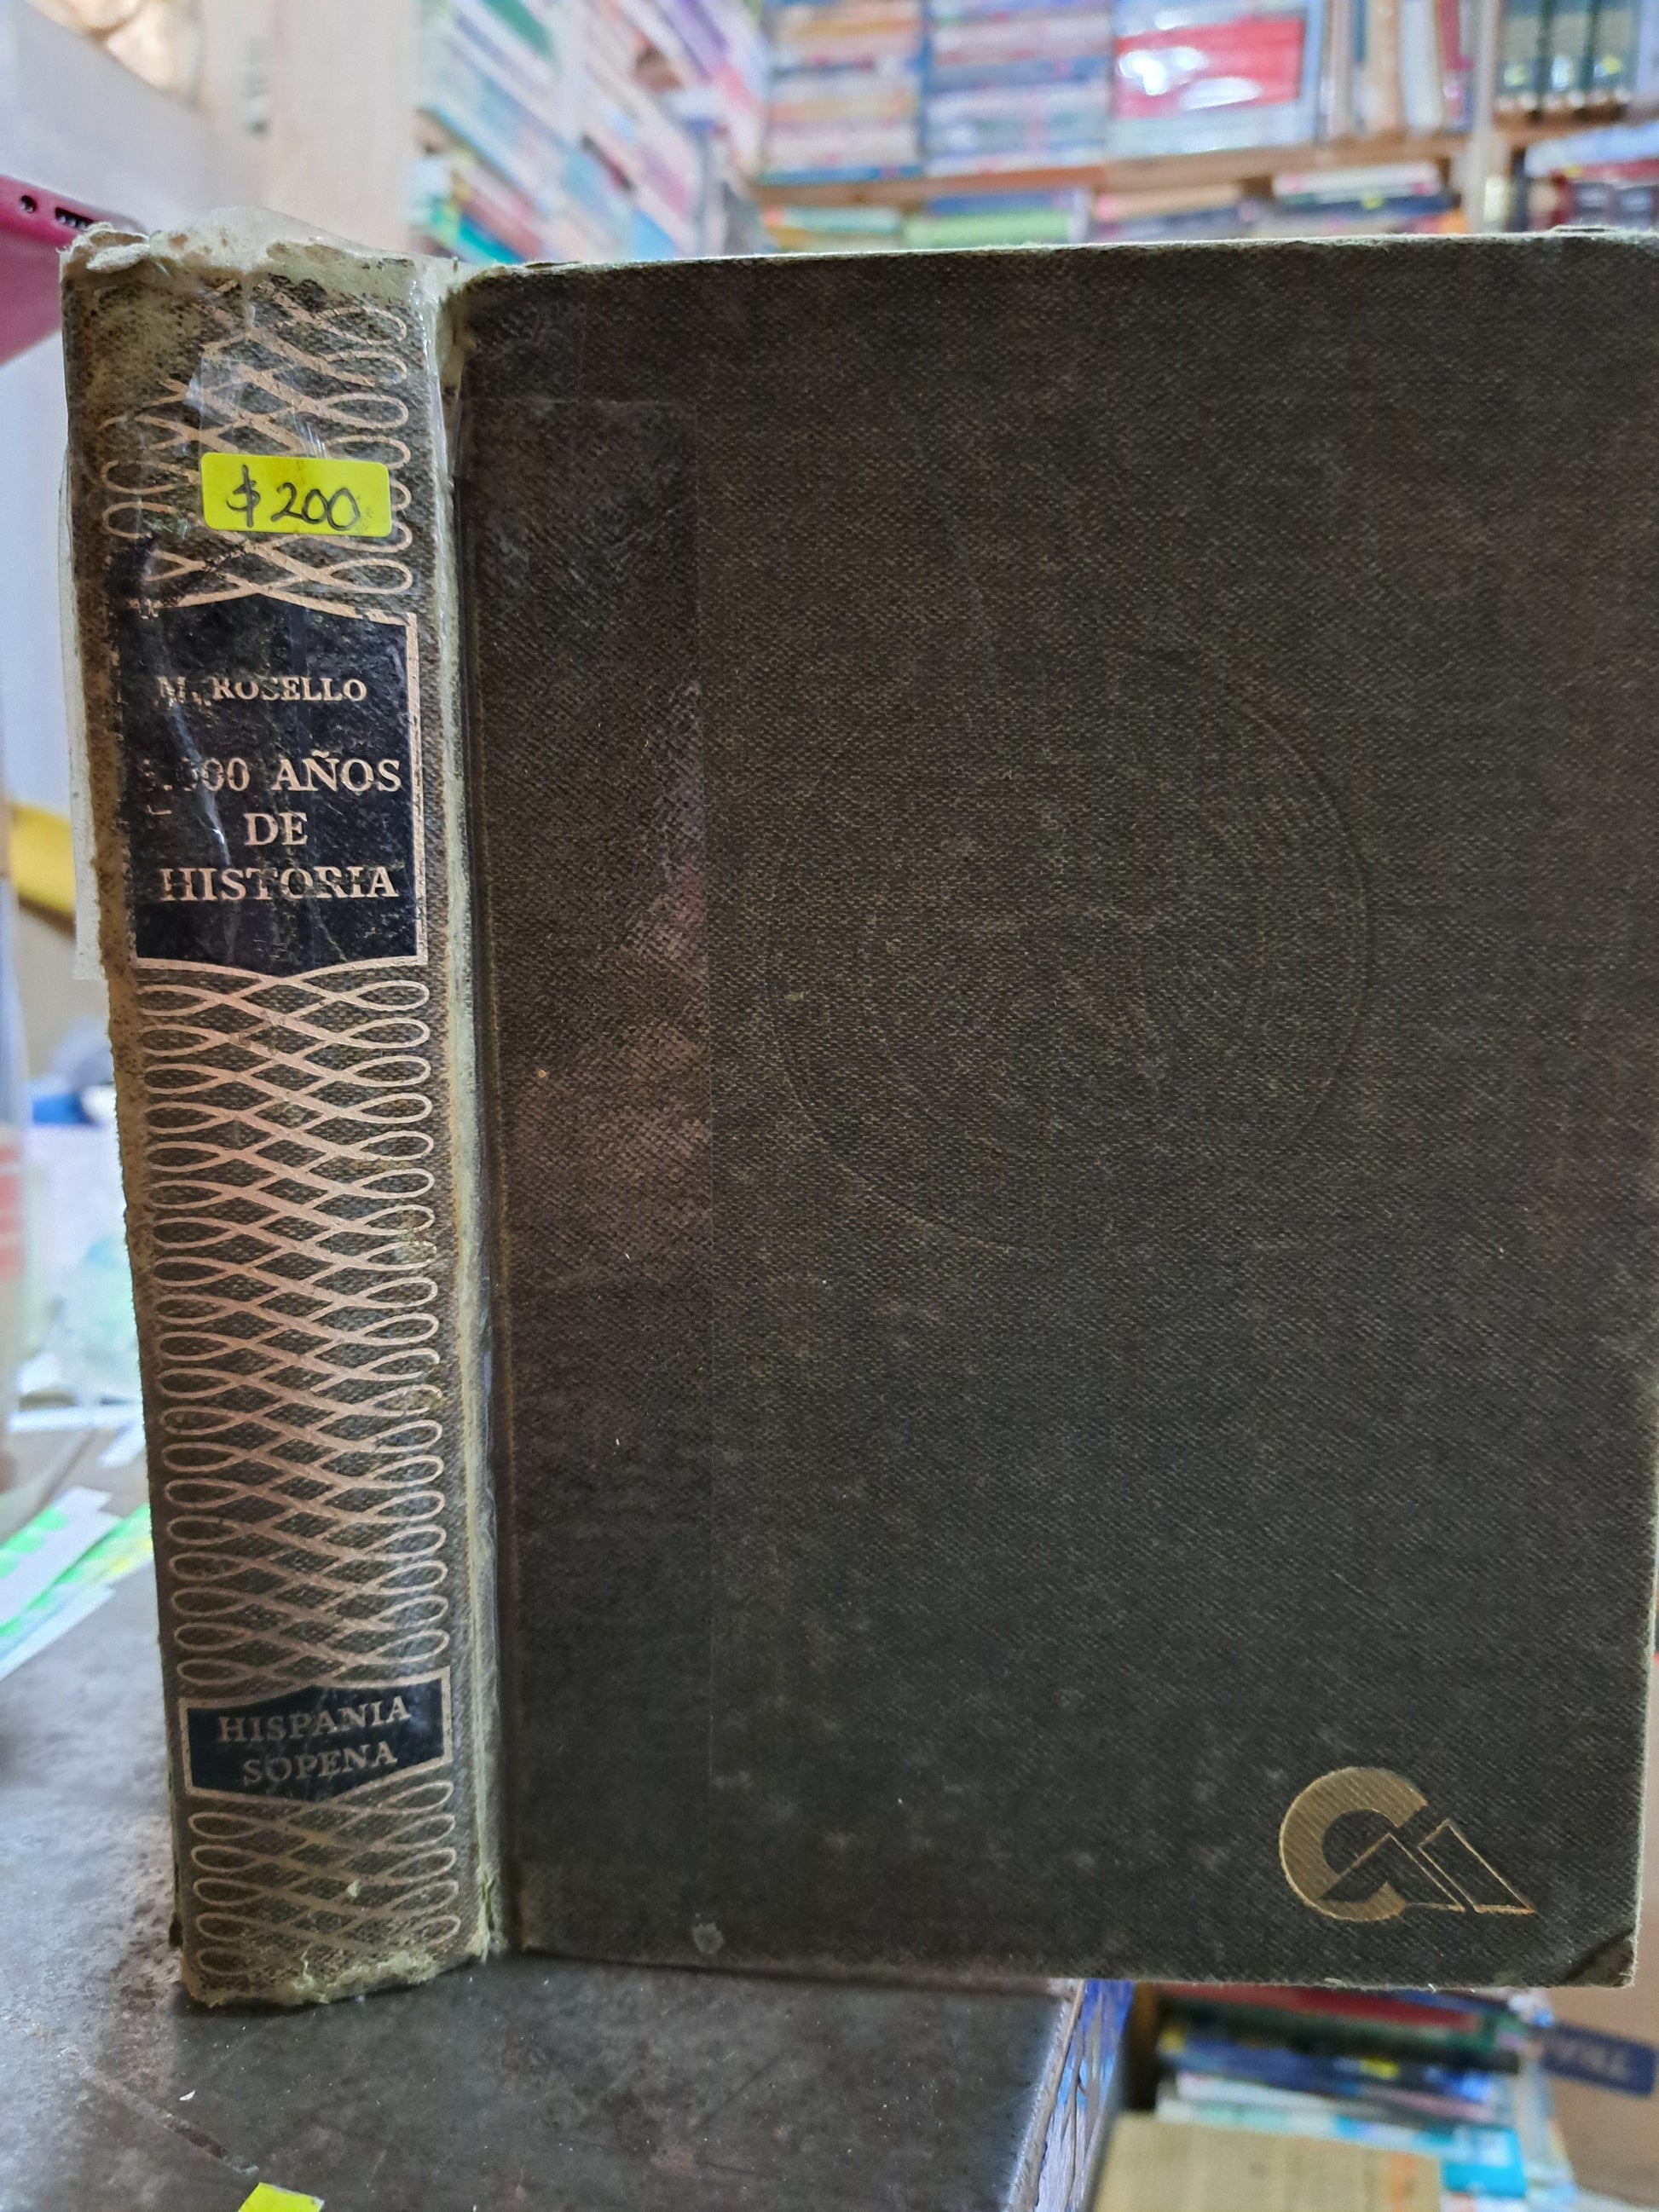 $200
M. ROSELLO
AÑOS
DE
HISTORIA
HISPANIA
SOPENA